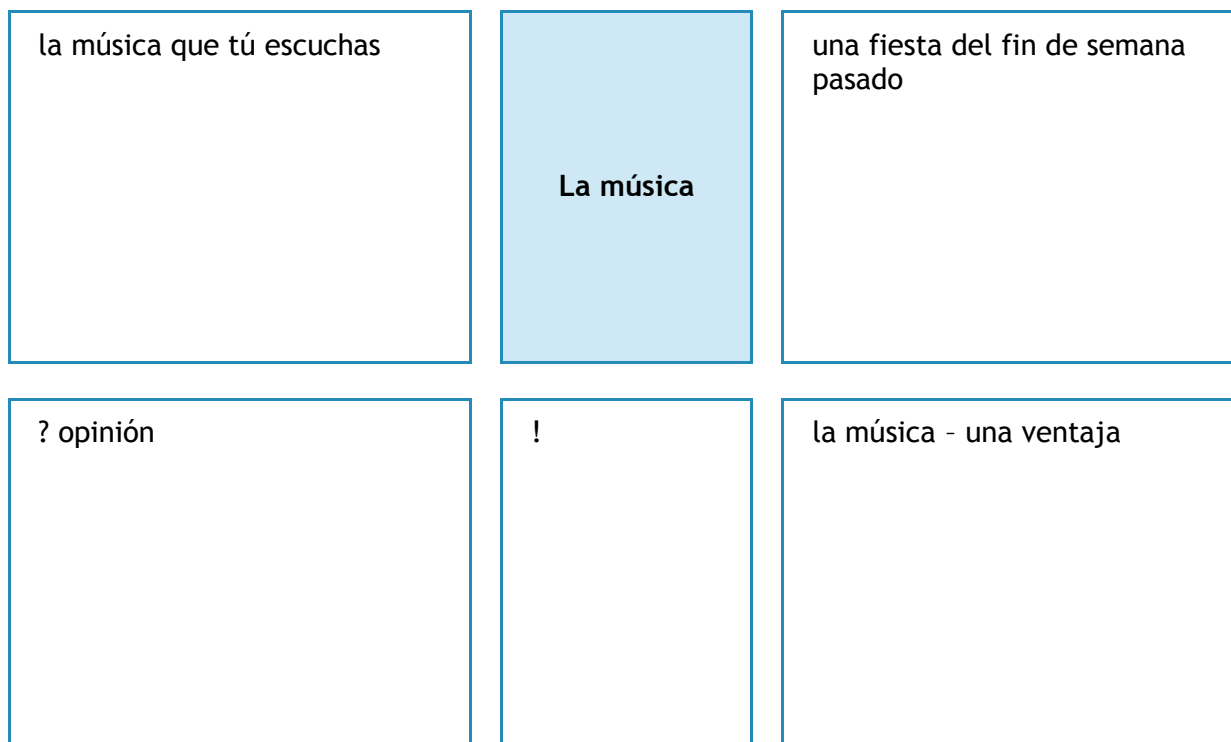 la música que tú escuchas
La música
una fiesta del fin de semana
pasado
? opinión
!
la música – una ventaja